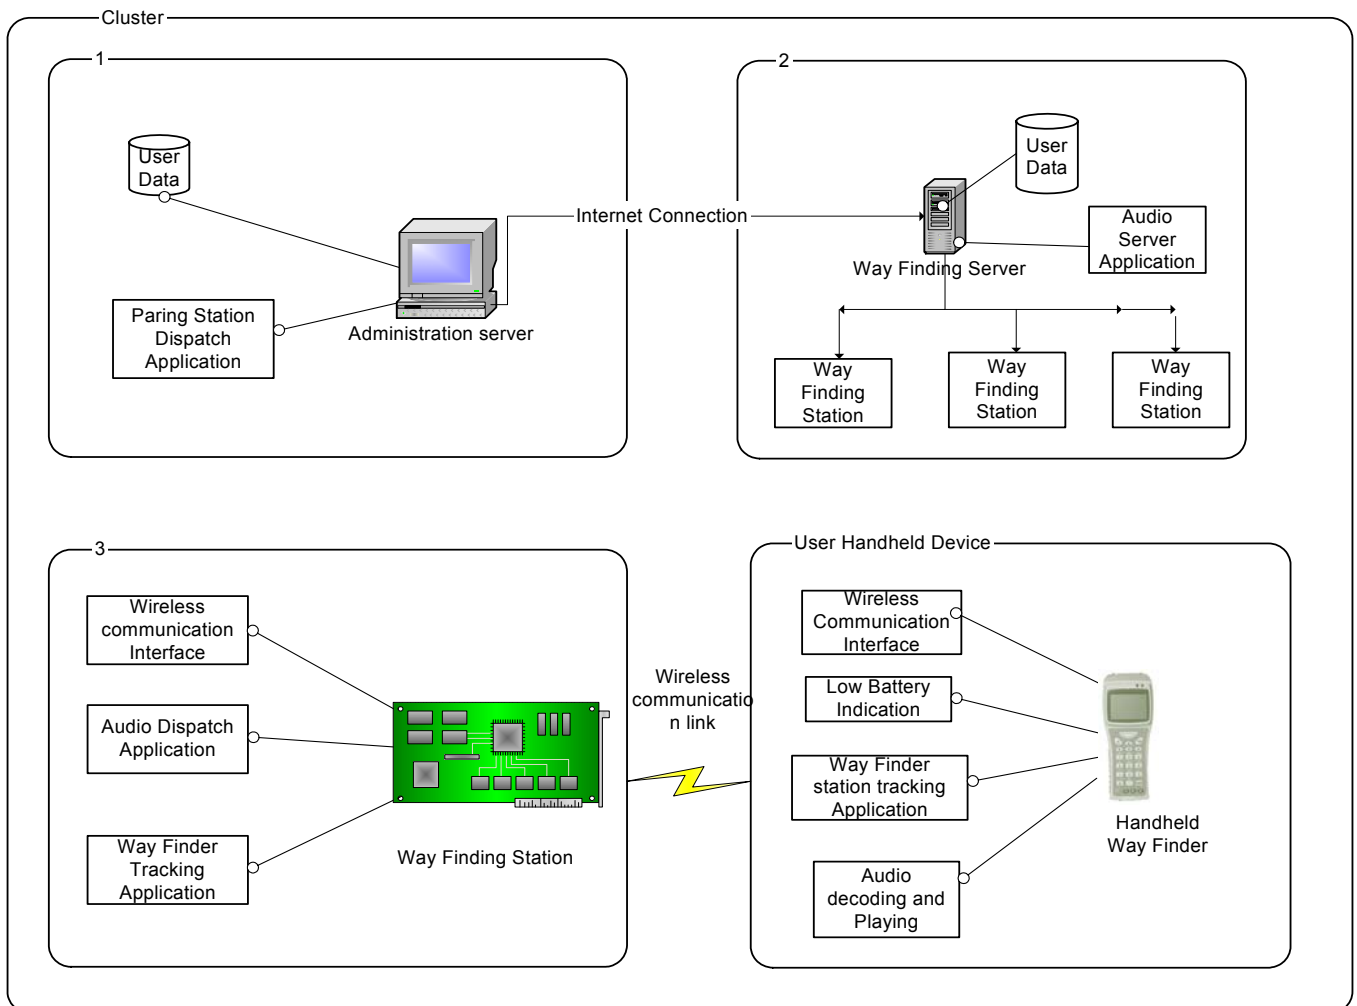 Cluster
1
User
Data
Paring Station
Dispatch
Application
Administration server
Internet Connection
2
User
Data
Audio
Server
Application
Way Finding Server
Way
Finding
Station
Way
Finding
Station
Way
Finding
Station
3
Wireless
communication
Interface
Audio Dispatch
Application
Way Finder
Tracking
Application
Way Finding Station
Wireless
communicatio
n link
User Handheld Device
Wireless
Communication
Interface
Low Battery
Indication
Way Finder
station tracking
Application
Audio
decoding and
Playing
Handheld
Way Finder